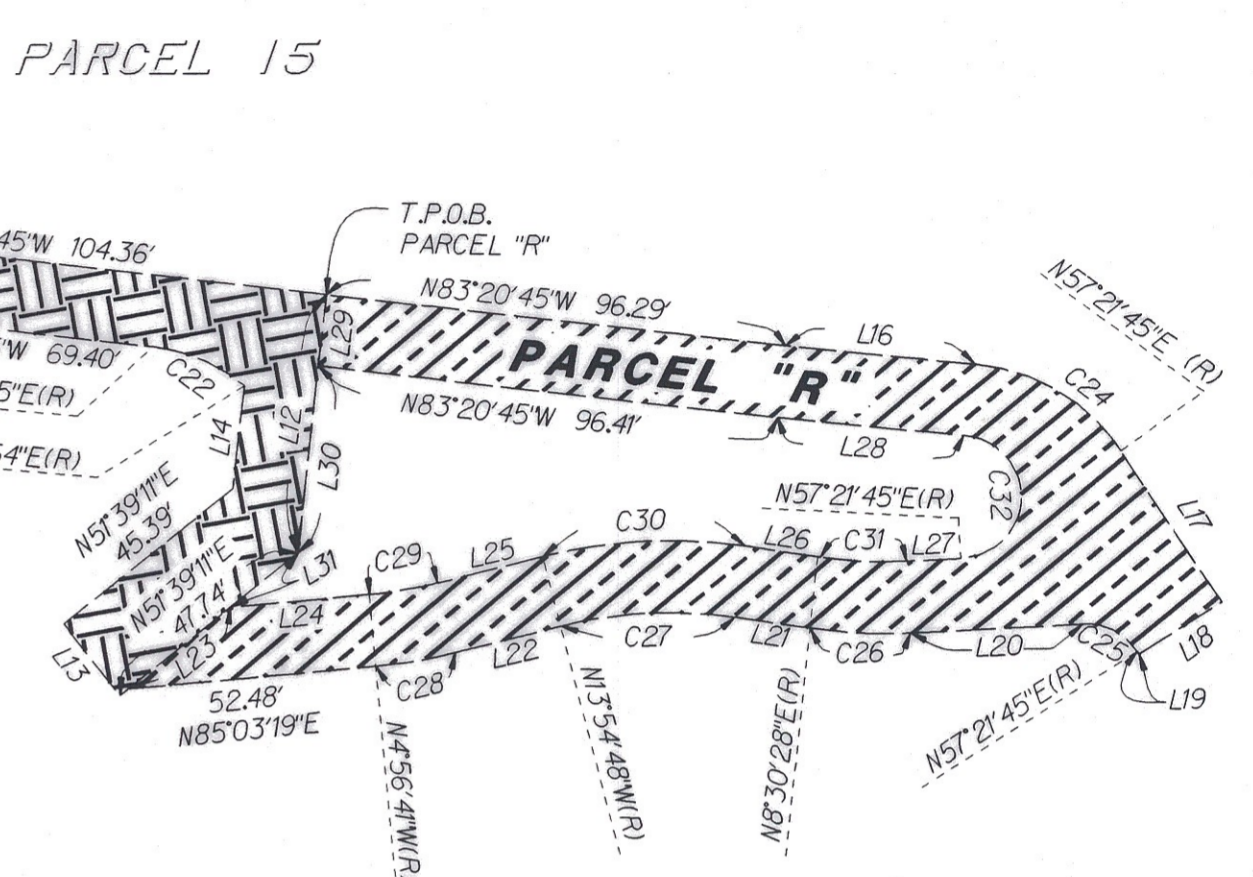 PARCEL 15
T.P.O.B.
PARCEL "R"
45"W 104.36'
N83°20'45"W 96.29'
L16
N57°21'45"E (R)
"W 69.40'
C22
L29
PARCEL "R"
C24
5"E(R)
L14
L12
N83°20'45"W 96.41'
L28
54"E(R)
L30
N57°21'45"E(R)
C32
L17
N51°39'11"E
45.39'
C30
L26
C31
L27
N51°39'11"E
47.74'
L31
C29
L25
L24
L13
L23
C28
L22
C27
L21
C26
L20
C25
L18
52.48'
N85°03'19"E
L19
N4°56'41"W(R
N13°54'48"W(R)
N8°30'28"E(R)
N57°21'45"E(R)